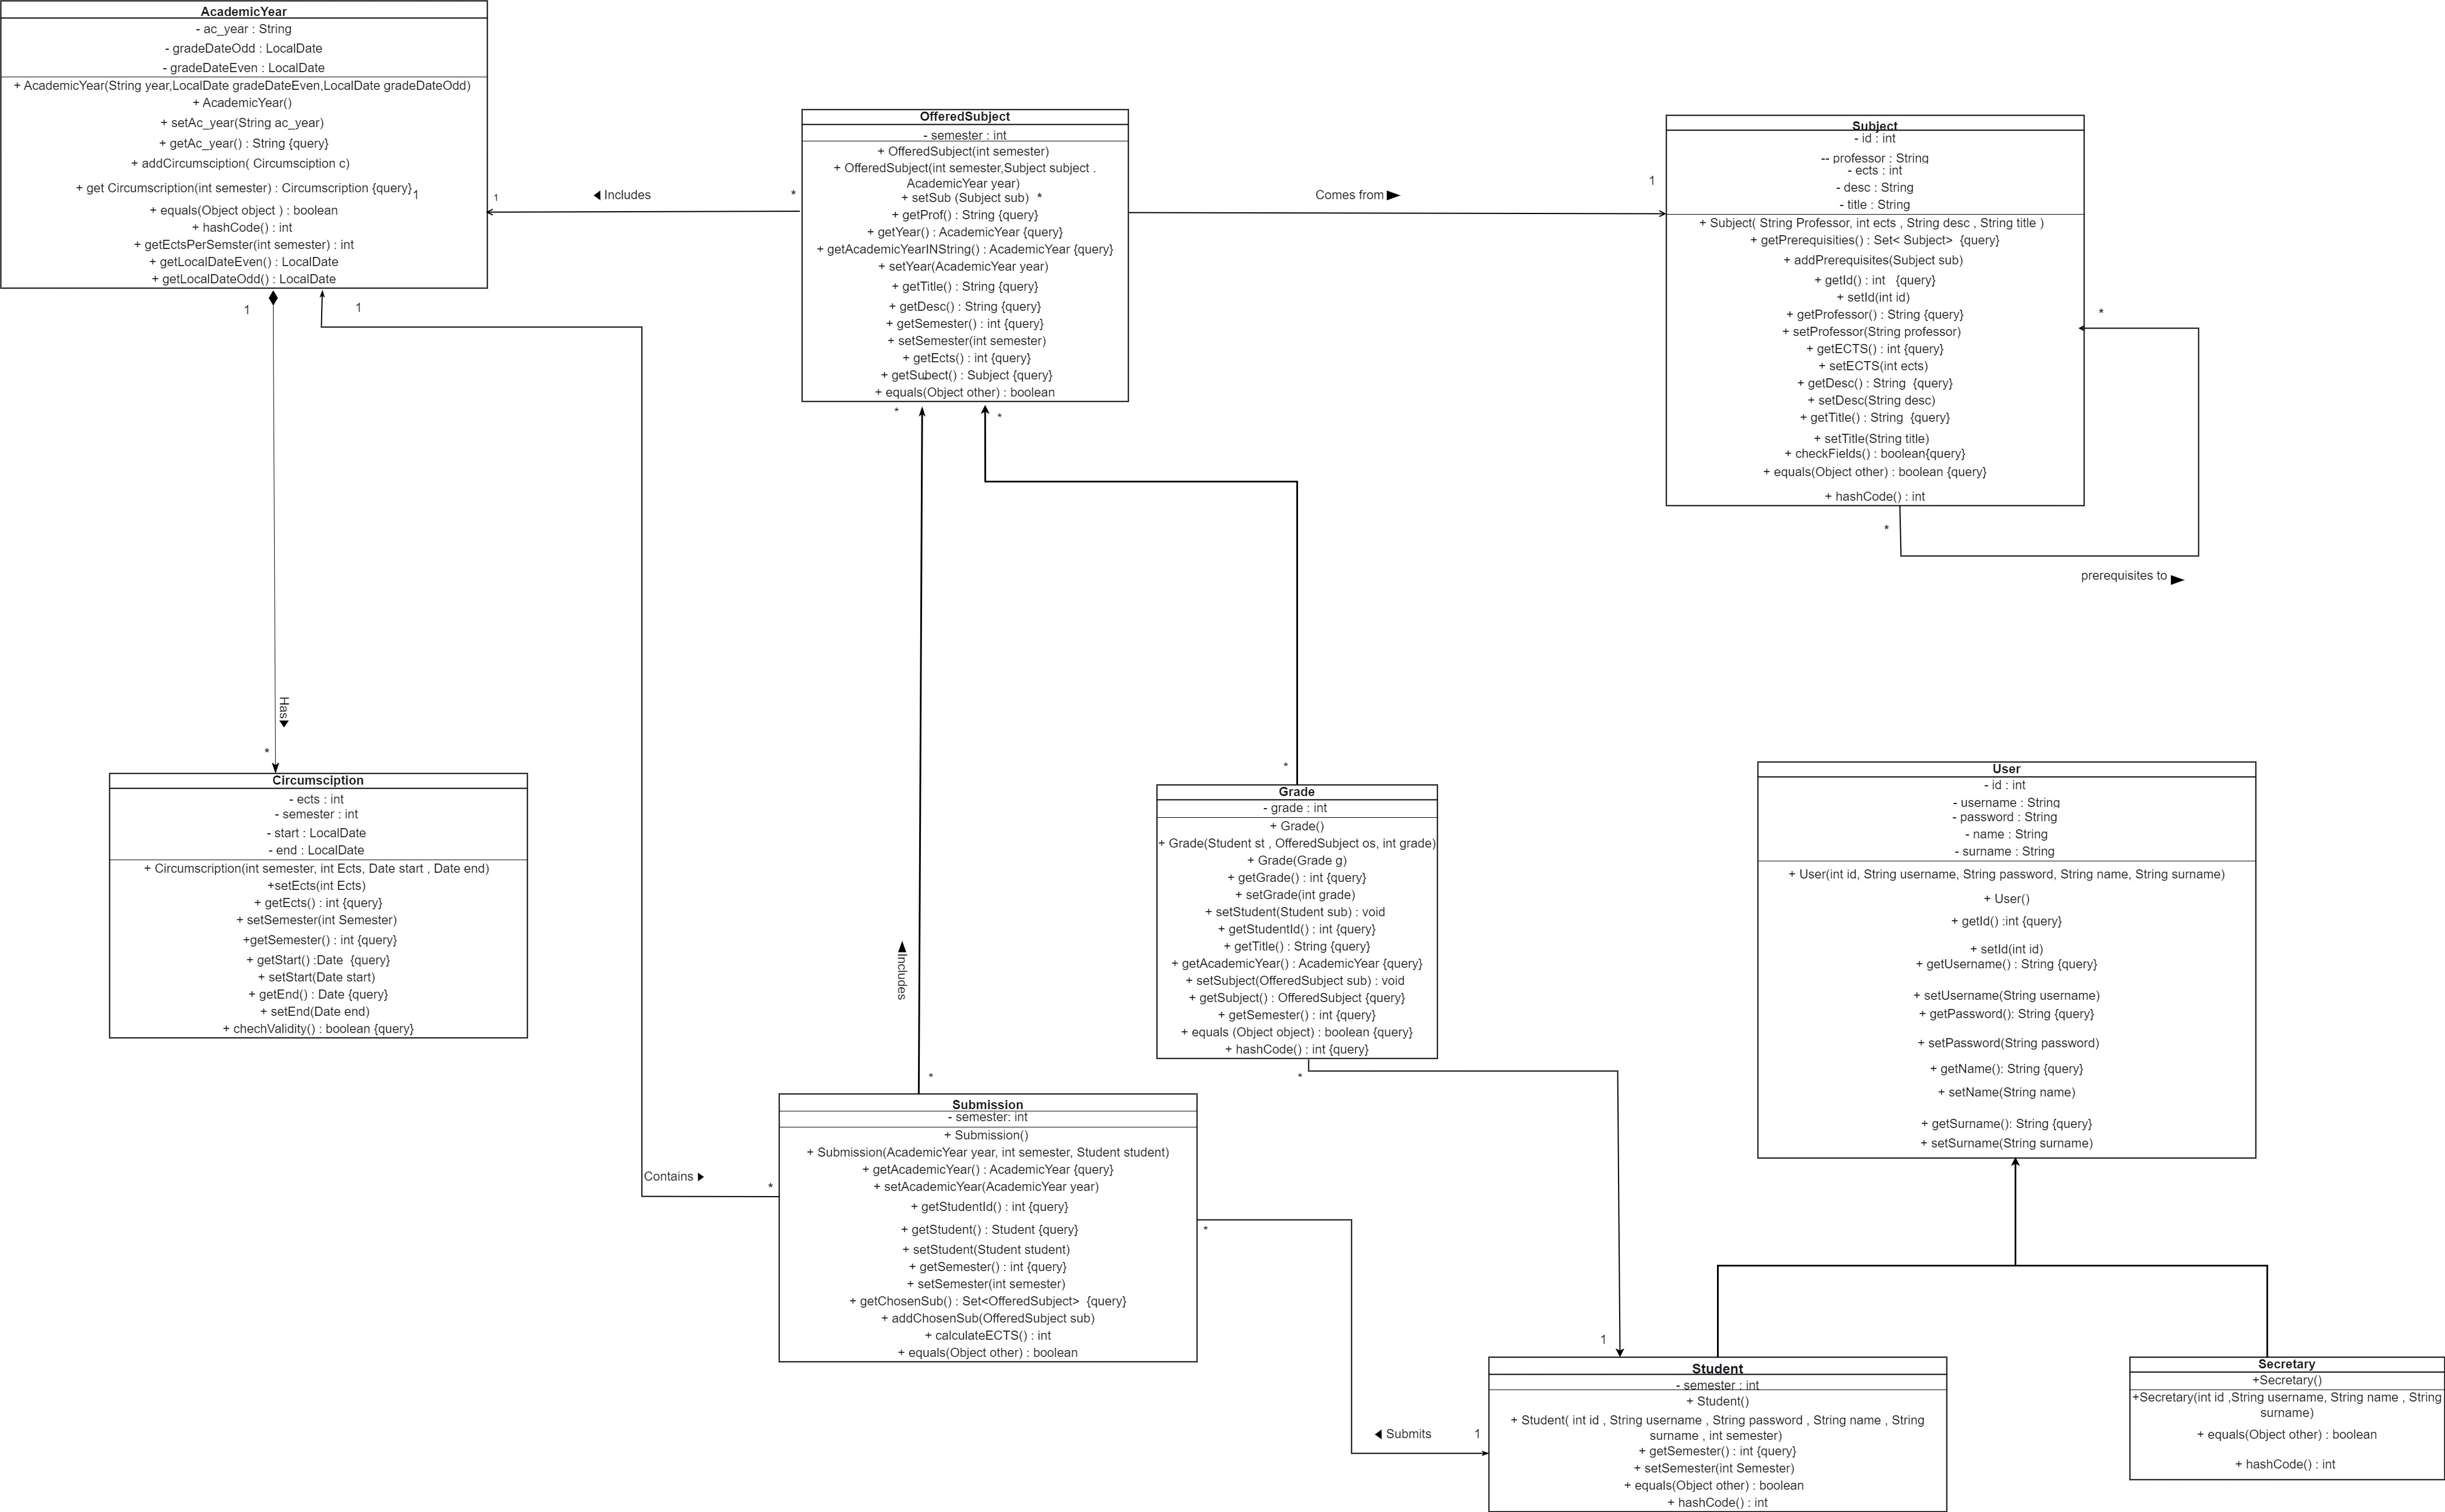 AcademicYear
- ac_year : String
- gradeDateOdd : LocalDate
- gradeDateEven : LocalDate
+ AcademicYear(String year,LocalDate gradeDateEven,LocalDate gradeDateOdd)
+ AcademicYear()
+ setAc_year(String ac_year)
+ getAc_year() : String {query}
+ addCircumsciption( Circumsciption c)
+ get Circumscription(int semester) : Circumscription {query}
1
+ equals(Object object ) : boolean
+ hashCode() : int
+ getEctsPerSemster(int semester) : int
+ getLocalDateEven() : LocalDate
+ getLocalDateOdd() : LocalDate
1
◀ Includes
*
OfferedSubject
- semester : int
+ OfferedSubject(int semester)
+ OfferedSubject(int semester,Subject subject .
AcademicYear year)
+ setSub (Subject sub) *
+ getProf() : String {query}
+ getYear() : AcademicYear {query}
+ getAcademicYearINString() : AcademicYear {query}
+ setYear(AcademicYear year)
+ getTitle() : String {query}
+ getDesc() : String {query}
+ getSemester() : int {query}
+ setSemester(int semester)
+ getEcts() : int {query}
+ getSubect() : Subject {query}
+ equals(Object other) : boolean
Comes from ▶
1
Subject
- id : int
-- professor : String
- ects : int
- desc : String
- title : String
+ Subject( String Professor, int ects , String desc , String title )
+ getPrerequisities() : Set< Subject> {query}
+ addPrerequisites(Subject sub)
+ getId() : int {query}
+ setId(int id)
+ getProfessor() : String {query}
+ setProfessor(String professor)
+ getECTS() : int {query}
+ setECTS(int ects)
+ getDesc() : String {query}
+ setDesc(String desc)
+ getTitle() : String {query}
+ setTitle(String title)
+ checkFields() : boolean{query}
+ equals(Object other) : boolean {query}
+ hashCode() : int
*
*
prerequisites to ▶
1
1
*
*
Has▶
*
Circumsciption
- ects : int
- semester : int
- start : LocalDate
- end : LocalDate
+ Circumscription(int semester, int Ects, Date start , Date end)
+setEcts(int Ects)
+ getEcts() : int {query}
+ setSemester(int Semester)
+getSemester() : int {query}
+ getStart() :Date {query}
+ setStart(Date start)
+ getEnd() : Date {query}
+ setEnd(Date end)
+ chechValidity() : boolean {query}
*
Grade
- grade : int
+ Grade()
+ Grade(Student st , OfferedSubject os, int grade)
+ Grade(Grade g)
+ getGrade() : int {query}
+ setGrade(int grade)
+ setStudent(Student sub) : void
+ getStudentId() : int {query}
+ getTitle() : String {query}
+ getAcademicYear() : AcademicYear {query}
+ setSubject(OfferedSubject sub) : void
+ getSubject() : OfferedSubject {query}
+ getSemester() : int {query}
+ equals (Object object) : boolean {query}
+ hashCode() : int {query}
*
User
- id : int
- username : String
- password : String
- name : String
- surname : String
+ User(int id, String username, String password, String name, String surname)
+ User()
+ getId() :int {query}
+ setId(int id)
+ getUsername() : String {query}
+ setUsername(String username)
+ getPassword(): String {query}
+ setPassword(String password)
+ getName(): String {query}
+ setName(String name)
+ getSurname(): String {query}
+ setSurname(String surname)
◀Includes
*
Submission
- semester: int
+ Submission()
+ Submission(AcademicYear year, int semester, Student student)
+ getAcademicYear() : AcademicYear {query}
+ setAcademicYear(AcademicYear year)
+ getStudentId() : int {query}
+ getStudent() : Student {query}
+ setStudent(Student student)
+ getSemester() : int {query}
+ setSemester(int semester)
+ getChosenSub() : Set<OfferedSubject> {query}
+ addChosenSub(OfferedSubject sub)
+ calculateECTS() : int
+ equals(Object other) : boolean
Contains ▶
*
*
1
◀ Submits
1
Student
- semester : int
+ Student()
+ Student( int id , String username , String password , String name , String
surname , int semester)
+ getSemester() : int {query}
+ setSemester(int Semester)
+ equals(Object other) : boolean
+ hashCode() : int
Secretary
+Secretary()
+Secretary(int id ,String username, String name , String
surname)
+ equals(Object other) : boolean
+ hashCode() : int